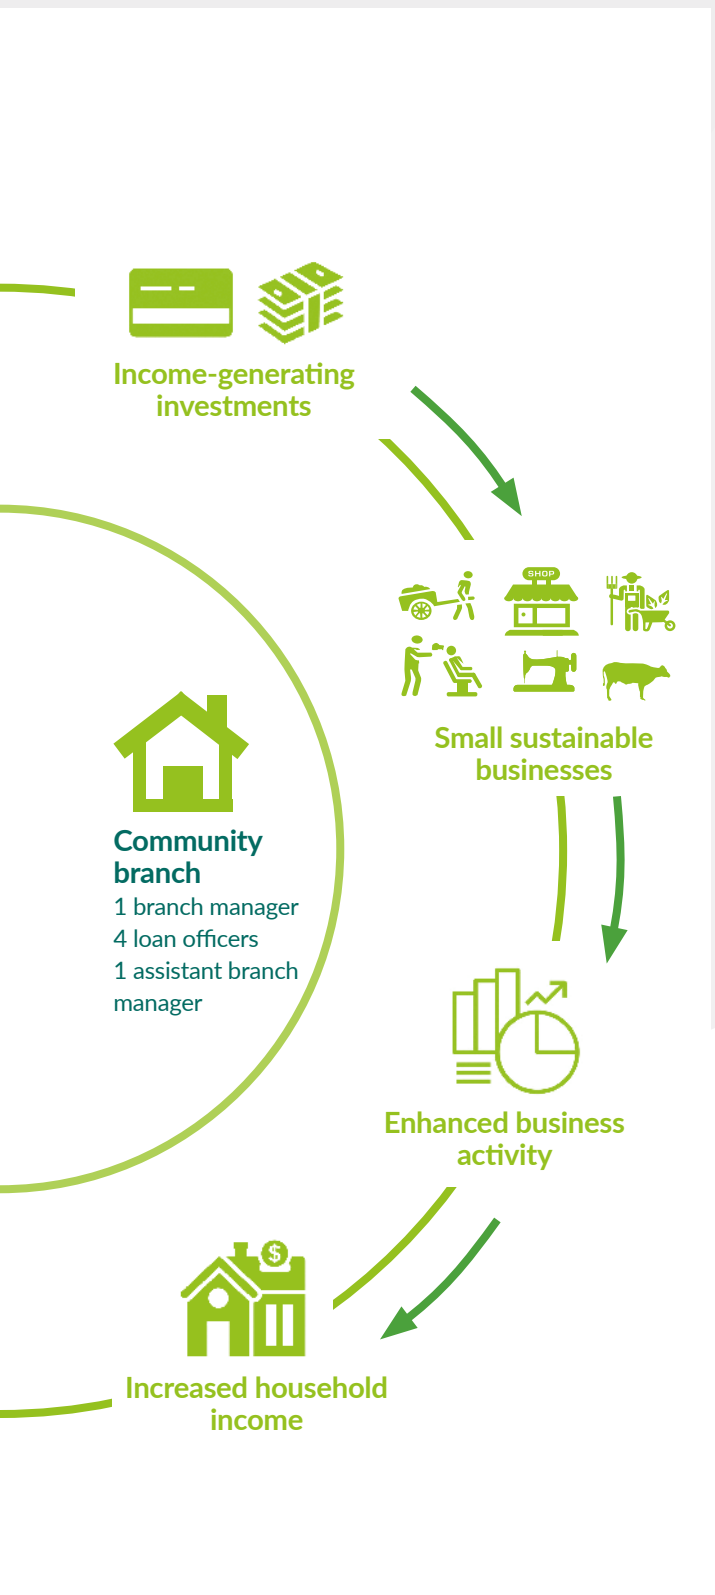 Income-generating
investments
SHOP
Small sustainable
businesses
Community
branch
1 branch manager
4 loan officers
1 assistant branch
manager
Enhanced business
activity
$
Increased household
income